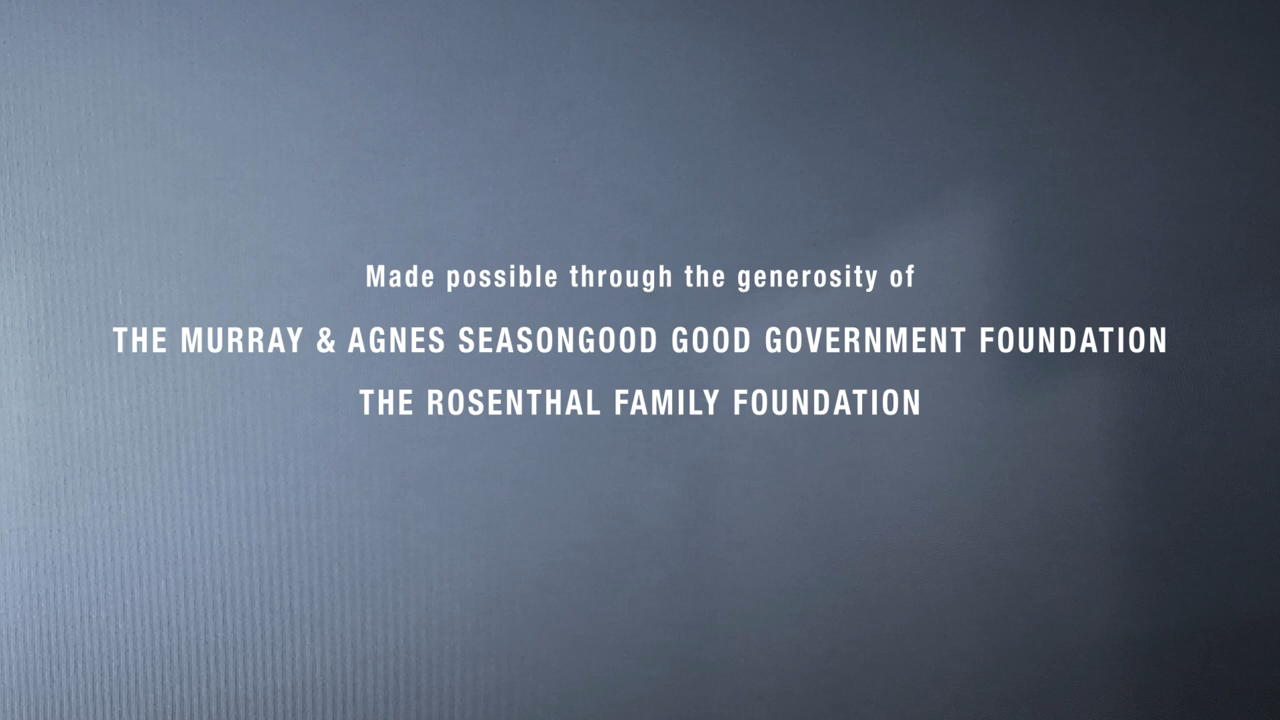 Made possible through the generosity of
THE MURRAY & AGNES SEASONGOOD GOOD GOVERNMENT FOUNDATION
THE ROSENTHAL FAMILY FOUNDATION